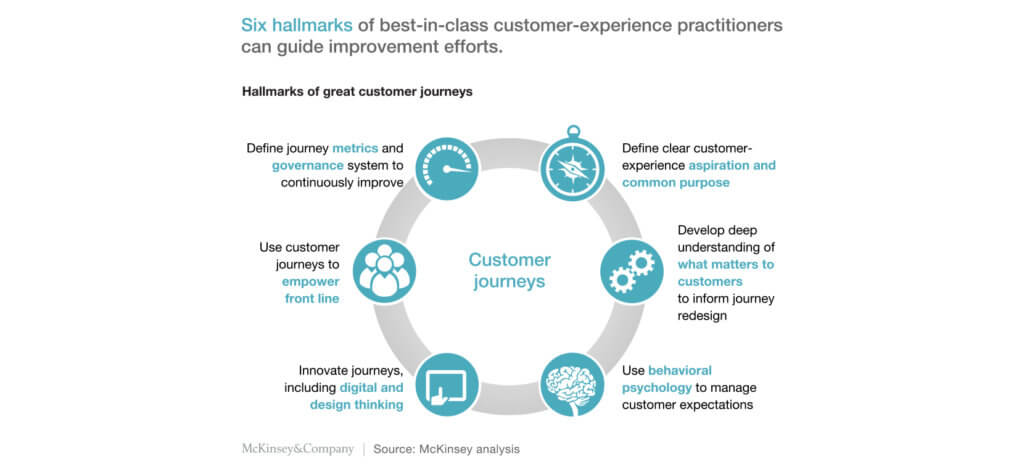 Six hallmarks of best-in-class customer-experience practitioners
can guide improvement efforts.
Hallmarks of great customer journeys
Define journey metrics and
governance system to
continuously improve
Define clear customer-
experience aspiration and
common purpose
Use customer
journeys to
empower
front line
Customer
journeys
Develop deep
understanding of
what matters to
customers
to inform journey
redesign
Innovate journeys,
including digital and
design thinking
Use behavioral
psychology to manage
customer expectations
McKinsey&Company | Source: McKinsey analysis